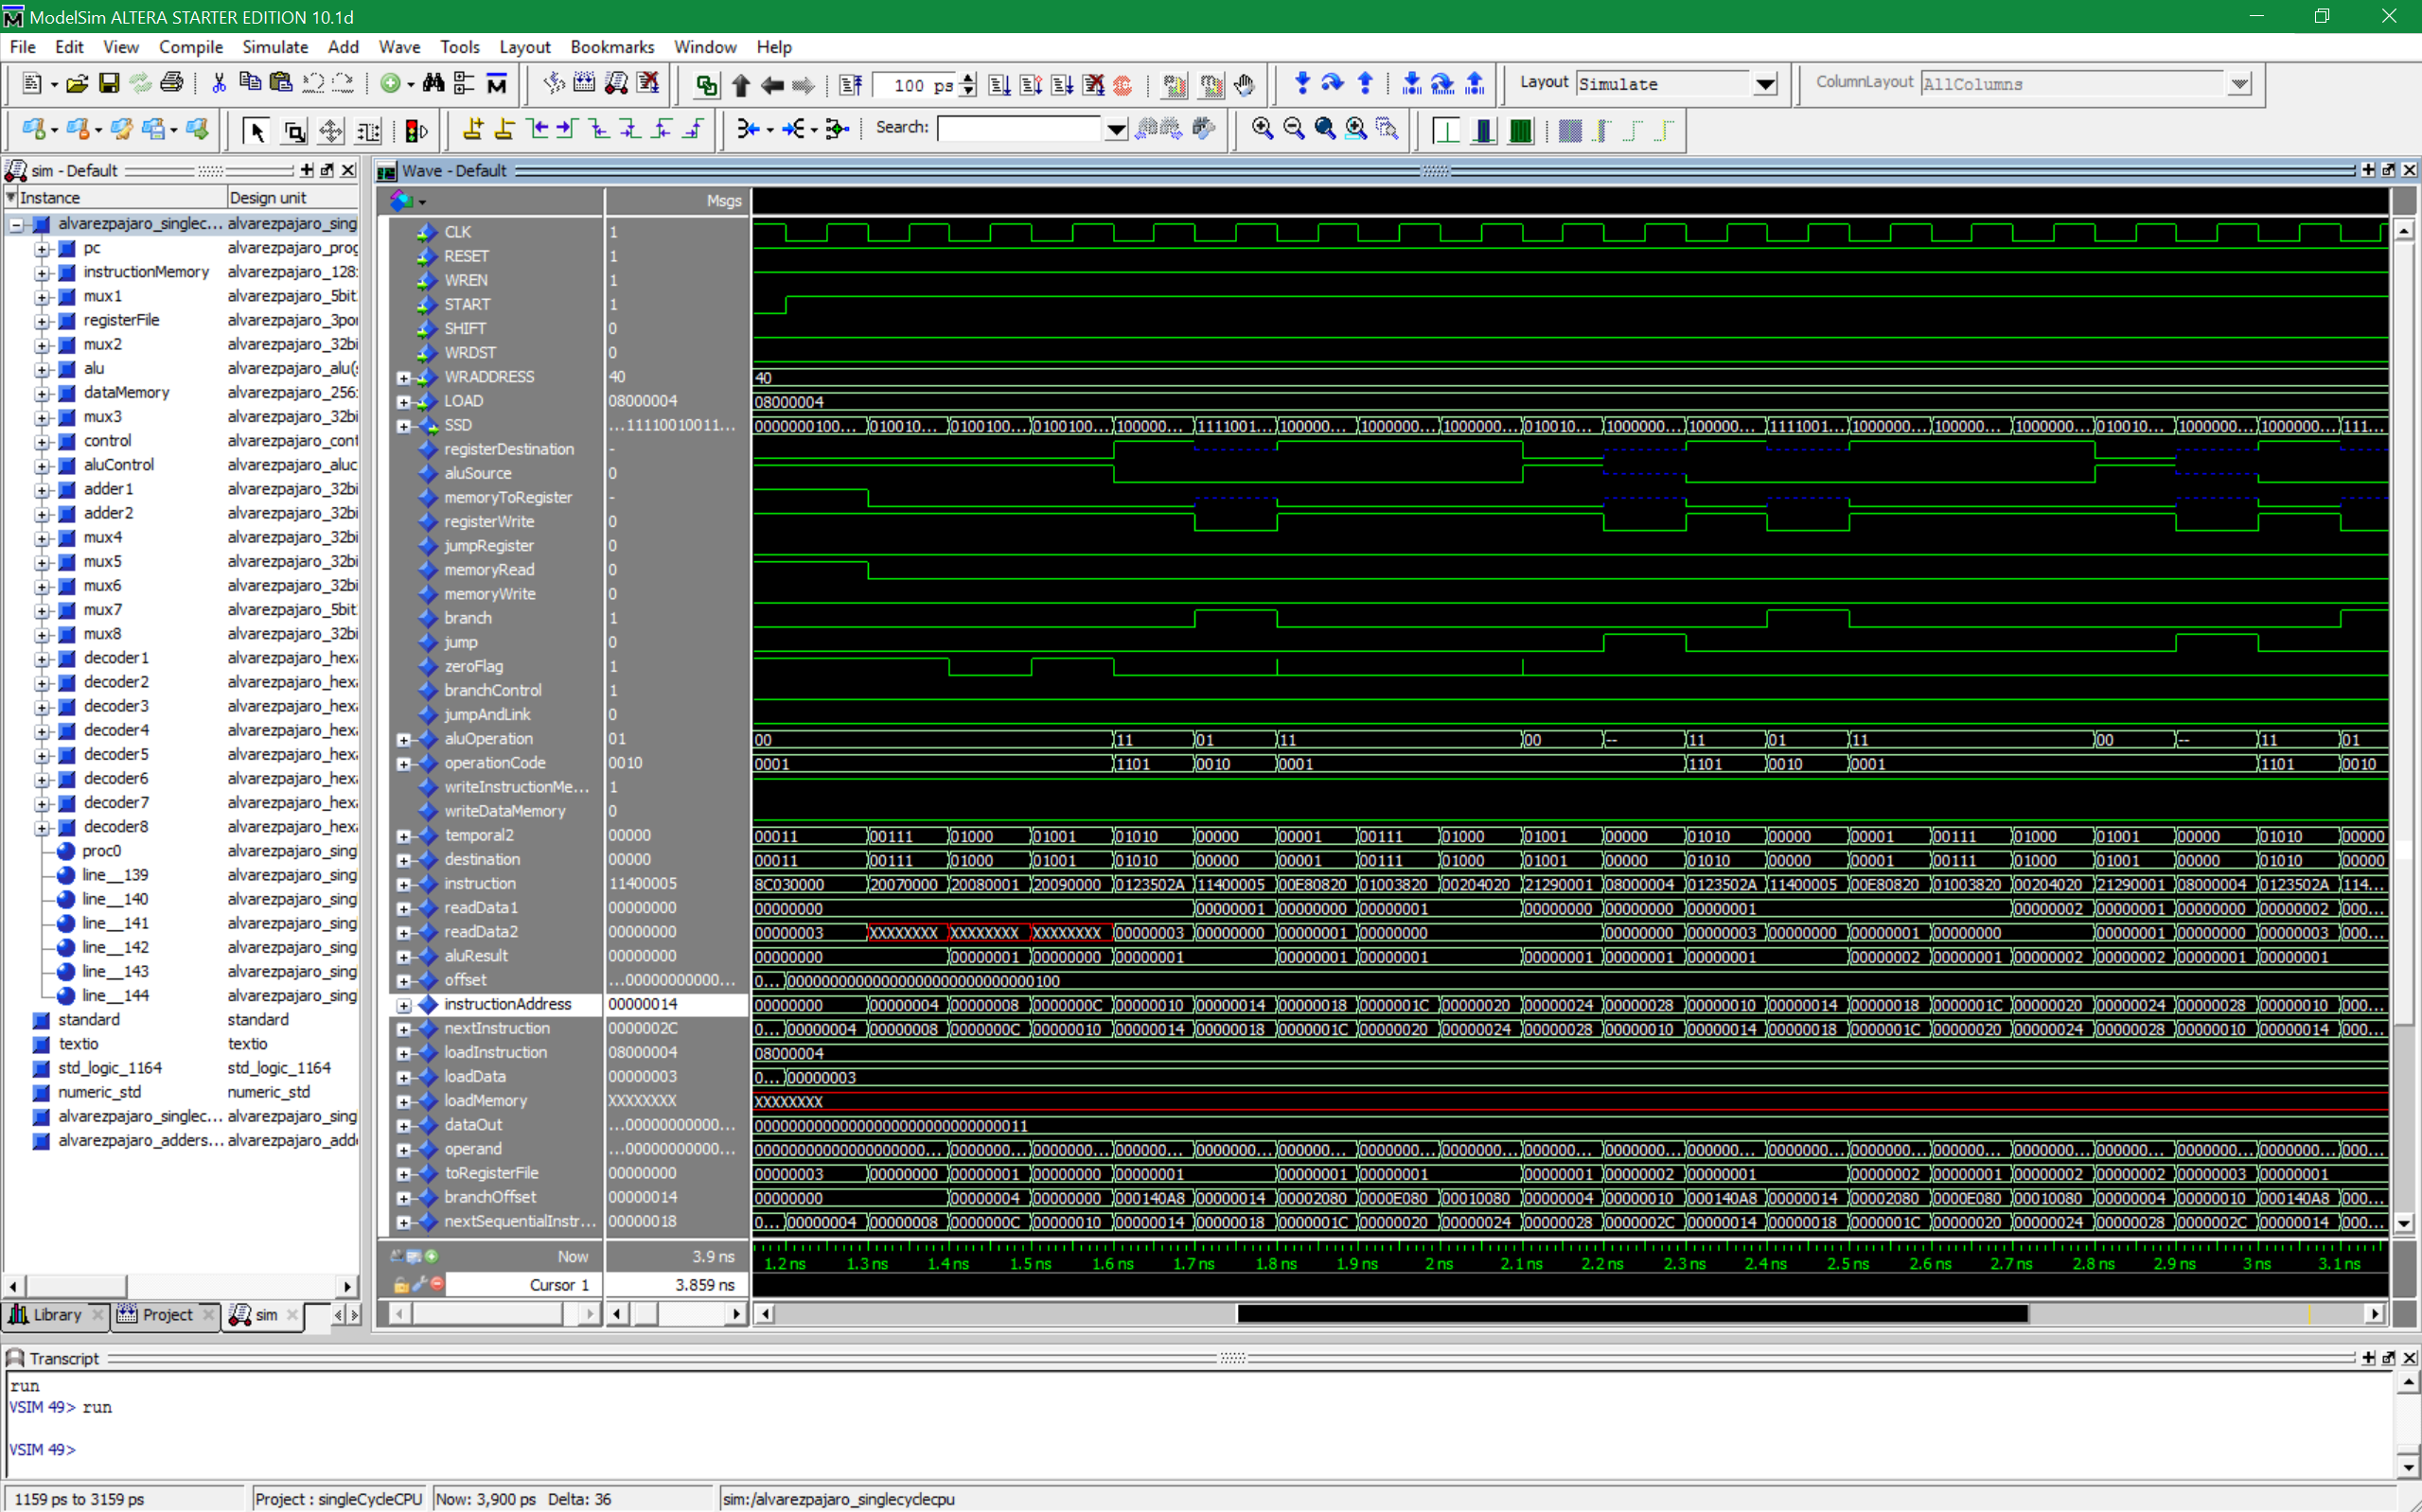 ModelSim ALTERA STARTER EDITION 10.1d
File Edit View Compile Simulate Add Wave Tools Layout Bookmarks Window Help
100 ps Layout Simulate ColumnLayout AllColumns
Search:
sim - Default
Instance Design unit
alvarezpajaro_singlec... alvarezpajaro_sing
pc alvarezpajaro_prog
instructionMemory alvarezpajaro_128:
mux1 alvarezpajaro_5bit
registerFile alvarezpajaro_3por
mux2 alvarezpajaro_32bi
alu alvarezpajaro_alu(
dataMemory alvarezpajaro_256:
mux3 alvarezpajaro_32bi
control alvarezpajaro_cont
aluControl alvarezpajaro_aluc
adder1 alvarezpajaro_32bi
adder2 alvarezpajaro_32bi
mux4 alvarezpajaro_32bi
mux5 alvarezpajaro_32bi
mux6 alvarezpajaro_32bi
mux7 alvarezpajaro_5bit
mux8 alvarezpajaro_32bi
decoder1 alvarezpajaro_hex
decoder2 alvarezpajaro_hex
decoder3 alvarezpajaro_hex
decoder4 alvarezpajaro_hex
decoder5 alvarezpajaro_hex
decoder6 alvarezpajaro_hex
decoder7 alvarezpajaro_hex
decoder8 alvarezpajaro_hex
proc0 alvarezpajaro_sing
line__139 alvarezpajaro_sing
line__140 alvarezpajaro_sing
line__141 alvarezpajaro_sing
line__142 alvarezpajaro_sing
line__143 alvarezpajaro_sing
line__144 alvarezpajaro_sing
standard standard
textio textio
std_logic_1164 std_logic_1164
numeric_std numeric_std
alvarezpajaro_singlec... alvarezpajaro_sing
alvarezpajaro_adders... alvarezpajaro_adde
Library Project sim
Wave - Default
Msgs
CLK 1
RESET 1
WREN 1
START 1
SHIFT 0
WRDST 0
WRADDRESS 40 40
LOAD 08000004 08000004
SSD ...11110010011... 0000000100... 010010... 0100100... 0100100... 100000... 1111001... 100000... 1000000... 1000000... 010010... 1000000... 100000... 1111001... 1000000... 100000... 1000000... 010010... 1000000... 1000000... 111...
registerDestination -
aluSource 0
memoryToRegister -
registerWrite 0
jumpRegister 0
memoryRead 0
memoryWrite 0
branch 1
jump 0
zeroFlag 1
branchControl 1
jumpAndLink 0
aluOperation 01 00 11 01 11 00 -- 11 01 11 00 -- 11 01
operationCode 0010 0001 1101 0010 0001 1101 0010 0001 1101 0010
writeInstructionMe... 1
writeDataMemory 0
temporal2 00000 00011 00111 01000 01001 01010 00000 00001 00111 01000 01001 00000 01010 00000 00001 00111 01000 01001 00000 01010 00000
destination 00000 00011 00111 01000 01001 01010 00000 00001 00111 01000 01001 00000 01010 00000 00001 00111 01000 01001 00000 01010 00000
instruction 11400005 8C030000 20070000 20080001 20090000 0123502A 11400005 00E80820 01003820 00204020 21290001 08000004 0123502A 11400005 00E80820 01003820 00204020 21290001 08000004 0123502A 114...
readData1 00000000 00000000 00000001 00000000 00000001 00000000 00000000 00000001 00000002 00000001 00000000 00000002 000...
readData2 00000000 00000003 XXXXXXXX XXXXXXXX XXXXXXXX 00000003 00000000 00000001 00000000 00000000 00000003 00000000 00000001 00000000 00000001 00000000 00000003 000...
aluResult 00000000 00000000 00000001 00000000 00000001 00000001 00000001 00000001 00000001 00000001 00000002 00000001 00000002 00000002 00000001 00000001
offset ...00000000000... 0... 00000000000000000000000000000100
instructionAddress 00000014 00000000 00000004 00000008 0000000C 00000010 00000014 00000018 0000001C 00000020 00000024 00000028 00000010 00000014 00000018 0000001C 00000020 00000024 00000028 00000010 000...
nextInstruction 0000002C 0... 00000004 00000008 0000000C 00000010 00000014 00000018 0000001C 00000020 00000024 00000028 00000010 00000014 00000018 0000001C 00000020 00000024 00000028 00000010 00000014 000...
loadInstruction 08000004 08000004
loadData 00000003 0... 00000003
loadMemory XXXXXXXX XXXXXXXX
dataOut ...00000000000... 00000000000000000000000000000011
operand ...00000000000... 00000000000000000000... 0000000... 0000000... 000000... 0000000... 000000... 0000000... 0000000... 000000... 0000000... 000000... 0000000... 0000000... 000000... 0000000... 000000... 0000000... 0000000... 000...
toRegisterFile 00000000 00000003 00000000 00000001 00000000 00000001 00000001 00000001 00000001 00000002 00000001 00000002 00000001 00000002 00000002 00000003 00000001
branchOffset 00000014 00000000 00000004 00000000 000140A8 00000014 00002080 0000E080 00010080 00000004 00000010 000140A8 00000014 00002080 0000E080 00010080 00000004 00000010 000140A8 000...
nextSequentialInstr... 00000018 0... 00000004 00000008 0000000C 00000010 00000014 00000018 0000001C 00000020 00000024 00000028 0000002C 00000014 00000018 0000001C 00000020 00000024 00000028 0000002C 00000014 000...
Now 3.9 ns 1.2 ns 1.3 ns 1.4 ns 1.5 ns 1.6 ns 1.7 ns 1.8 ns 1.9 ns 2 ns 2.1 ns 2.2 ns 2.3 ns 2.4 ns 2.5 ns 2.6 ns 2.7 ns 2.8 ns 2.9 ns 3 ns 3.1 ns
Cursor 1 3.859 ns
Transcript
run
VSIM 49> run
VSIM 49>
1159 ps to 3159 ps Project : singleCycleCPU Now: 3,900 ps Delta: 36 sim:/alvarezpajaro_singlecyclecpu